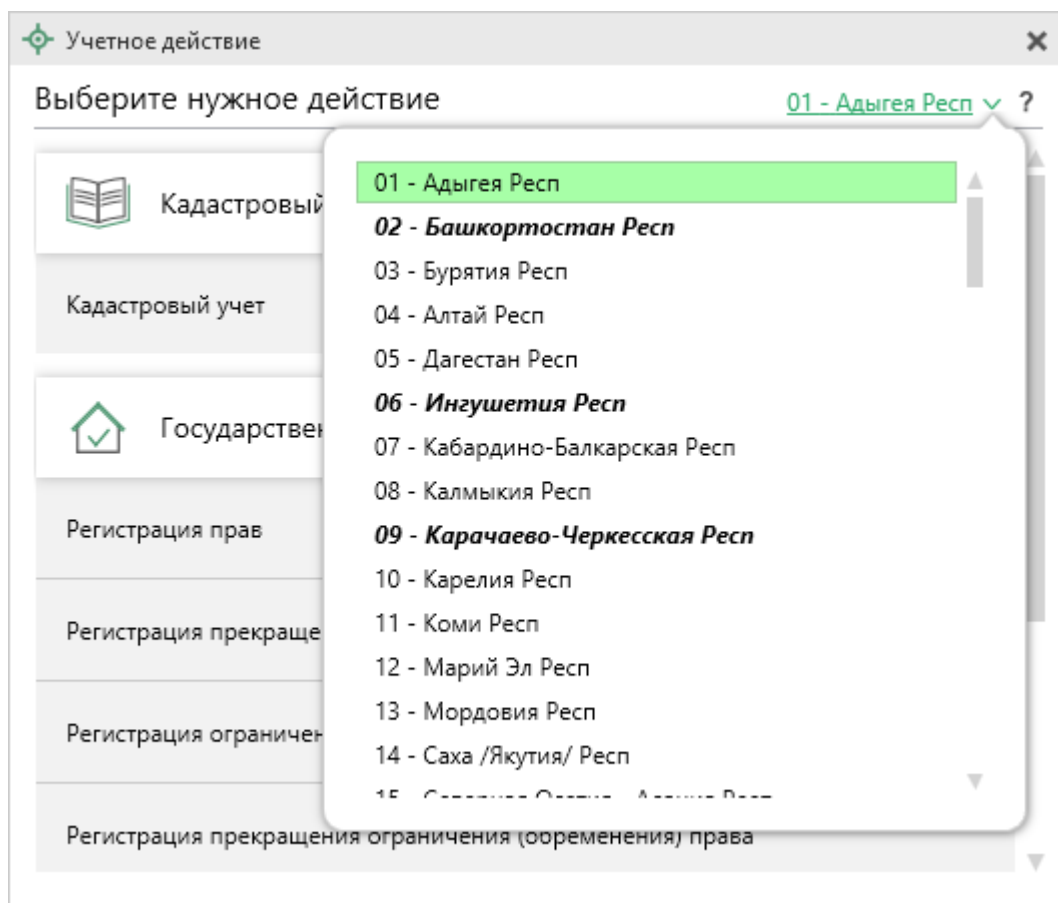 Учетное действие
Выберите нужное действие
01 - Адыгея Респ
?
Кадастровый
Кадастровый учет
Государствен
Регистрация прав
Регистрация прекраще
Регистрация ограничен
Регистрация прекращения ограничения (обременения) права
01 - Адыгея Респ
02 - Башкортостан Респ
03 - Бурятия Респ
04 - Алтай Респ
05 - Дагестан Респ
06 - Ингушетия Респ
07 - Кабардино-Балкарская Респ
08 - Калмыкия Респ
09 - Карачаево-Черкесская Респ
10 - Карелия Респ
11 - Коми Респ
12 - Марий Эл Респ
13 - Мордовия Респ
14 - Саха /Якутия/ Респ